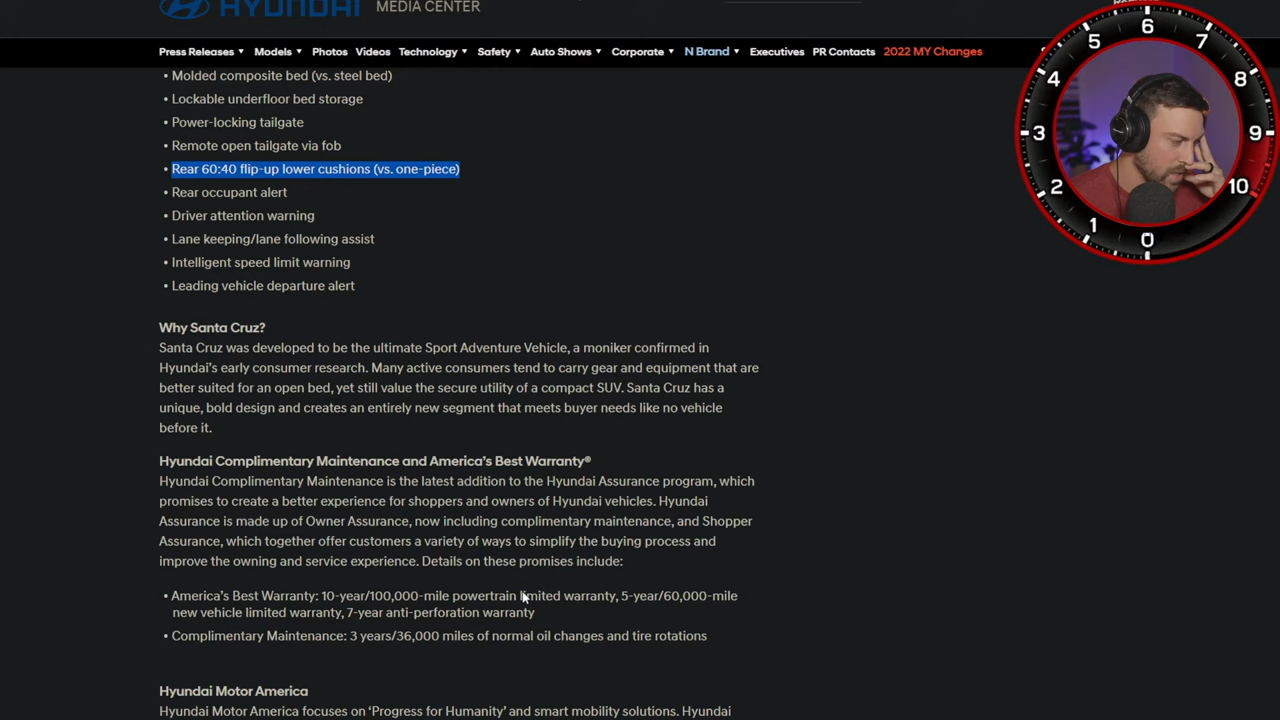 HYUNDAI
MEDIA CENTER
Press Releases
Models
Photos
Videos
Technology
Safety
Auto Shows
Corporate
N Brand
Executives
PR Contacts
2022 MY Changes
• Molded composite bed (vs. steel bed)
• Lockable underfloor bed storage
• Power-locking tailgate
• Remote open tailgate via fob
• Rear 60:40 flip-up lower cushions (vs. one-piece)
• Rear occupant alert
• Driver attention warning
• Lane keeping/lane following assist
• Intelligent speed limit warning
• Leading vehicle departure alert
Why Santa Cruz?
Santa Cruz was developed to be the ultimate Sport Adventure Vehicle, a moniker confirmed in
Hyundai's early consumer research. Many active consumers tend to carry gear and equipment that are
better suited for an open bed, yet still value the secure utility of a compact SUV. Santa Cruz has a
unique, bold design and creates an entirely new segment that meets buyer needs like no vehicle
before it.
Hyundai Complimentary Maintenance and America's Best Warranty®
Hyundai Complimentary Maintenance is the latest addition to the Hyundai Assurance program, which
promises to create a better experience for shoppers and owners of Hyundai vehicles. Hyundai
Assurance is made up of Owner Assurance, now including complimentary maintenance, and Shopper
Assurance, which together offer customers a variety of ways to simplify the buying process and
improve the owning and service experience. Details on these promises include:
• America's Best Warranty: 10-year/100,000-mile powertrain limited warranty, 5-year/60,000-mile
new vehicle limited warranty, 7-year anti-perforation warranty
• Complimentary Maintenance: 3 years/36,000 miles of normal oil changes and tire rotations
Hyundai Motor America
Hyundai Motor America focuses on 'Progress for Humanity' and smart mobility solutions. Hyundai
0
1
2
3
4
5
6
7
8
9
10